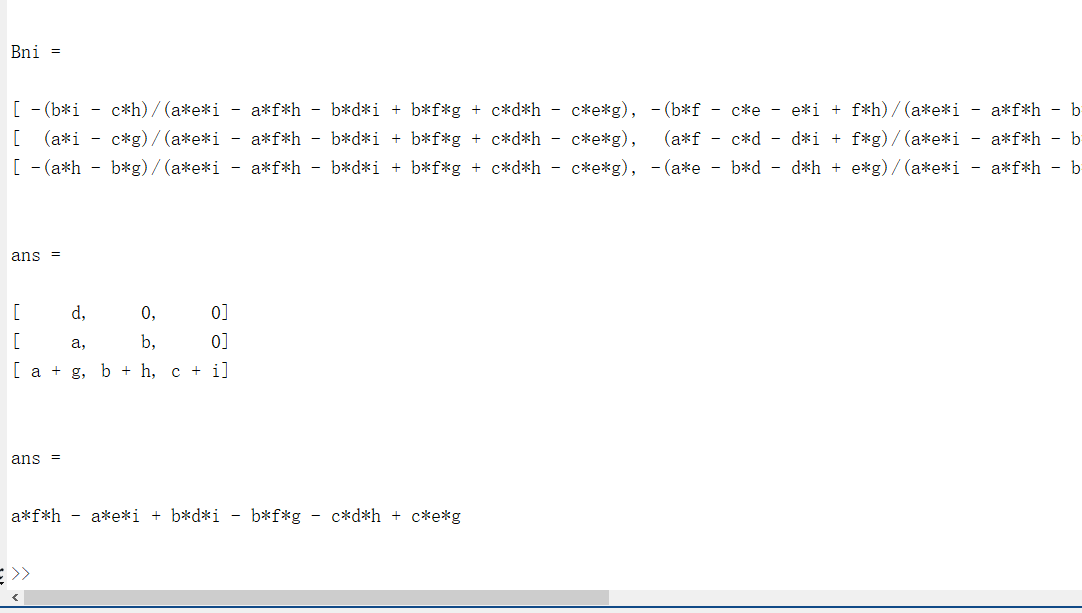 Bni =
[ -(b*i - c*h)/(a*e*i - a*f*h - b*d*i + b*f*g + c*d*h - c*e*g), -(b*f - c*e - e*i + f*h)/(a*e*i - a*f*h - b
[  (a*i - c*g)/(a*e*i - a*f*h - b*d*i + b*f*g + c*d*h - c*e*g),  (a*f - c*d - d*i + f*g)/(a*e*i - a*f*h - b
[ -(a*h - b*g)/(a*e*i - a*f*h - b*d*i + b*f*g + c*d*h - c*e*g), -(a*e - b*d - d*h + e*g)/(a*e*i - a*f*h - b
ans =
[     d,     0,     0]
[     a,     b,     0]
[ a + g, b + h, c + i]
ans =
a*f*h - a*e*i + b*d*i - b*f*g - c*d*h + c*e*g
>>